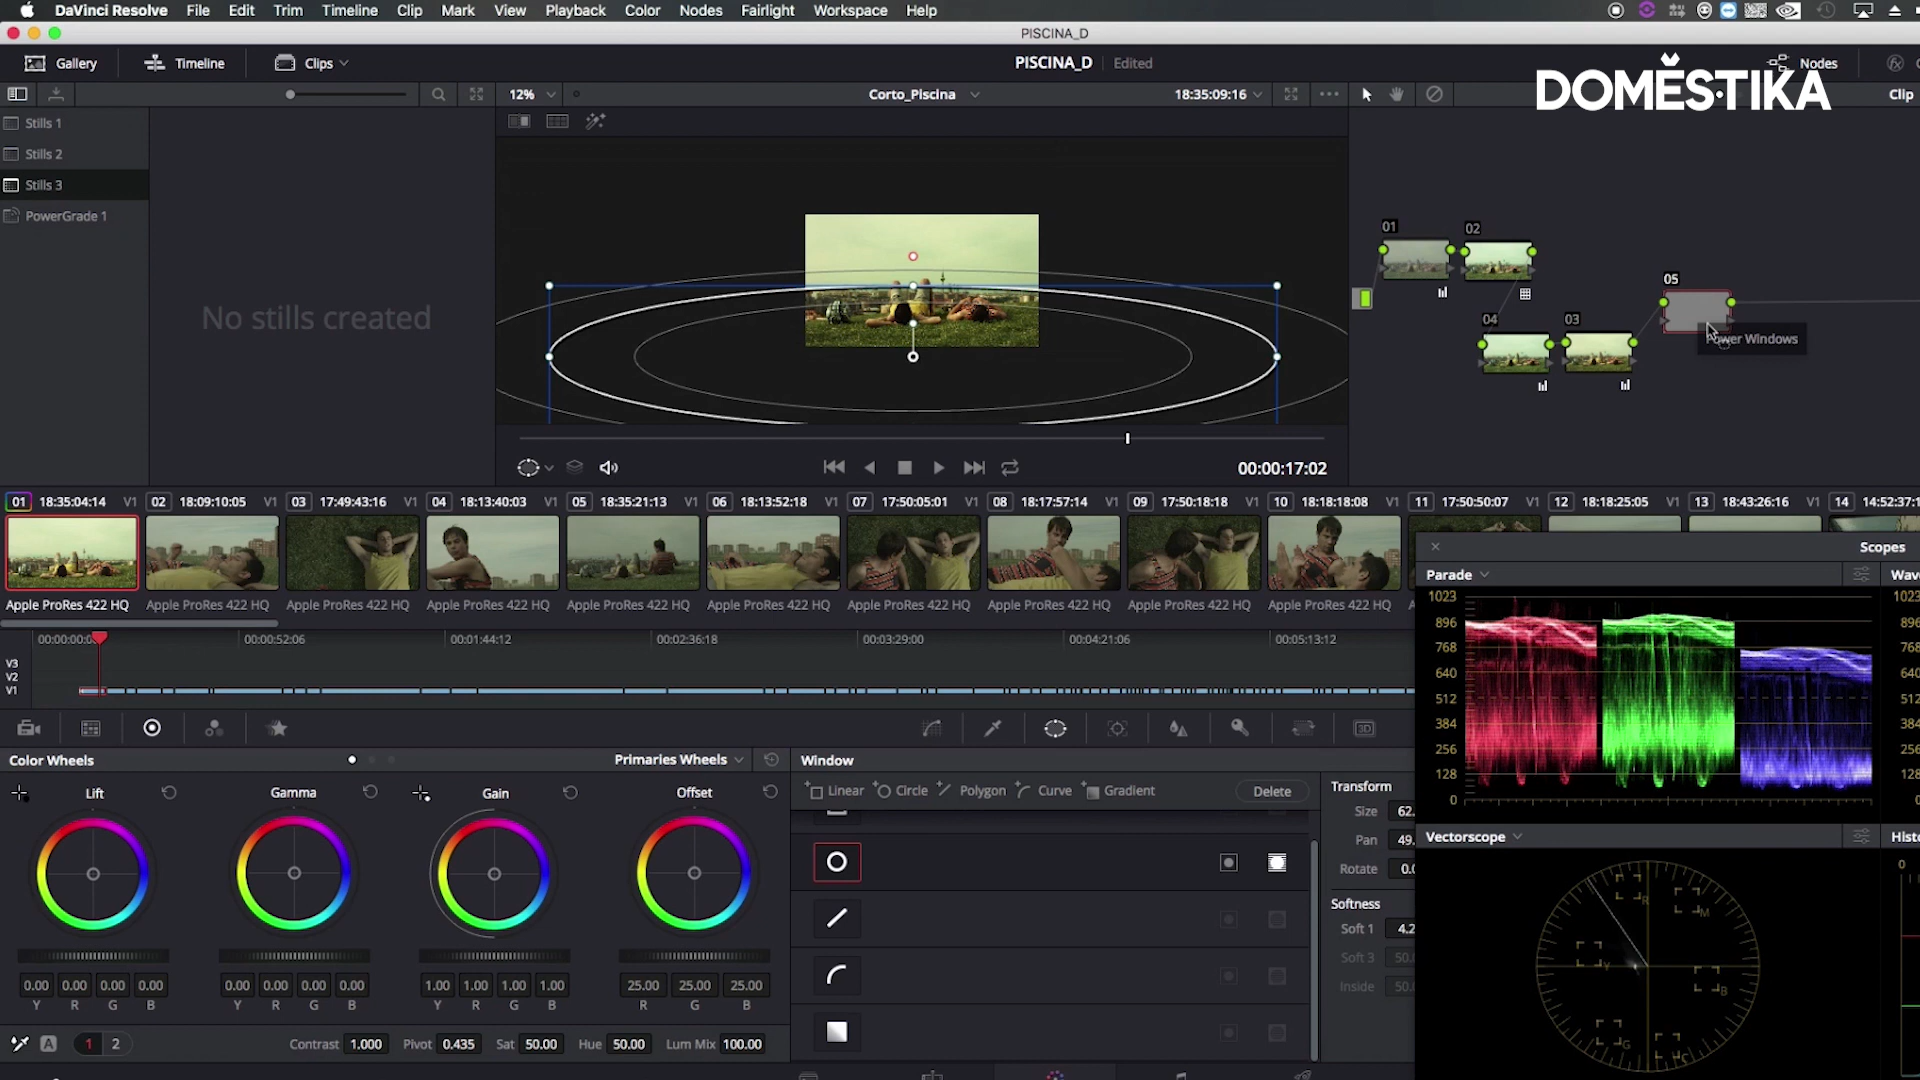 DaVinci Resolve File Edit Trim Timeline Clip Mark View Playback Color Nodes Fairlight Workspace Help
PISCINA_D
Gallery Timeline Clips PISCINA_D Edited Nodes
DOMESTIKA
12% Corto_Piscina 18:35:09:16 Clip
Stills 1
Stills 2
Stills 3
PowerGrade 1
No stills created
01 02
05
04 03
Power Windows
00:00:17:02
01 18:35:04:14 V1 02 18:09:10:05 V1 03 17:49:43:16 V1 04 18:13:40:03 V1 05 18:35:21:13 V1 06 18:13:52:18 V1 07 17:50:05:01 V1 08 18:17:57:14 V1 09 17:50:18:18 V1 10 18:18:18:08 V1 11 17:50:50:07 V1 12 18:18:25:05 V1 13 18:43:26:16 V1 14 14:52:37:1
Apple ProRes 422 HQ Apple ProRes 422 HQ Apple ProRes 422 HQ Apple ProRes 422 HQ Apple ProRes 422 HQ Apple ProRes 422 HQ Apple ProRes 422 HQ Apple ProRes 422 HQ Apple ProRes 422 HQ Apple ProRes 422 HQ
00:00:00:0 00:00:52:06 00:01:44:12 00:02:36:18 00:03:29:00 00:04:21:06 00:05:13:12
V3
V2
V1
Scopes
Parade Wav
1023 1023
896 896
768 768
640 640
512 512
384 384
256 256
128 128
0 0
Vectorscope Hist
0
R M
Y B
G C
Color Wheels Primaries Wheels
Lift Gamma Gain Offset
0.00 0.00 0.00 0.00 0.00 0.00 0.00 0.00 1.00 1.00 1.00 1.00 25.00 25.00 25.00
Y R G B Y R G B Y R G B R G B
A 1 2 Contrast 1.000 Pivot 0.435 Sat 50.00 Hue 50.00 Lum Mix 100.00
Window
Linear Circle Polygon Curve Gradient Delete
Transform
Size 62.
Pan 49.
Rotate 0.0
Softness
Soft 1 4.2
Soft 3 50.
Inside 50.
3D